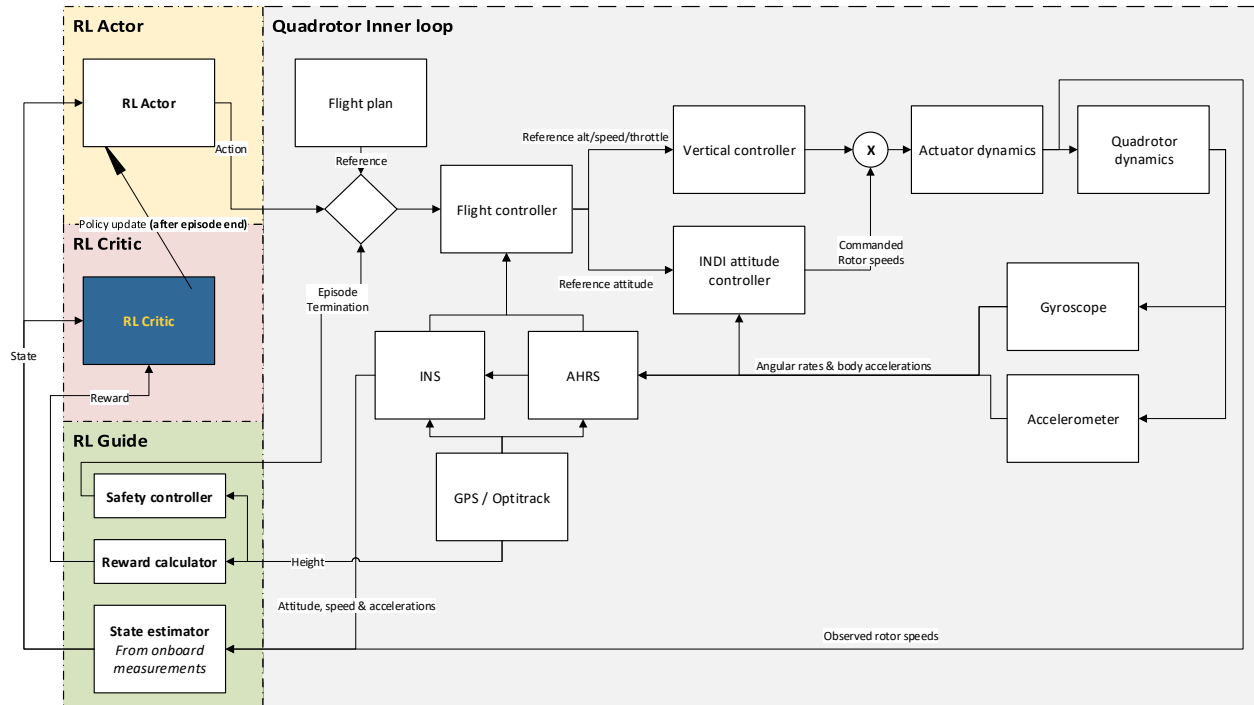 RL Actor
Quadrotor Inner loop
RL Actor
Flight plan
Action
Reference
Reference alt/speed/throttle
Vertical controller
X
Actuator dynamics
Quadrotor
dynamics
Flight controller
Policy update (after episode end)
RL Critic
RL Critic
Episode
Termination
Reference attitude
INDI attitude
controller
Commanded
Rotor speeds
Gyroscope
State
Reward
INS
AHRS
Angular rates & body accelerations
Accelerometer
RL Guide
Safety controller
GPS / Optitrack
Reward calculator
Height
Attitude, speed & accelerations
State estimator
From onboard
measurements
Observed rotor speeds